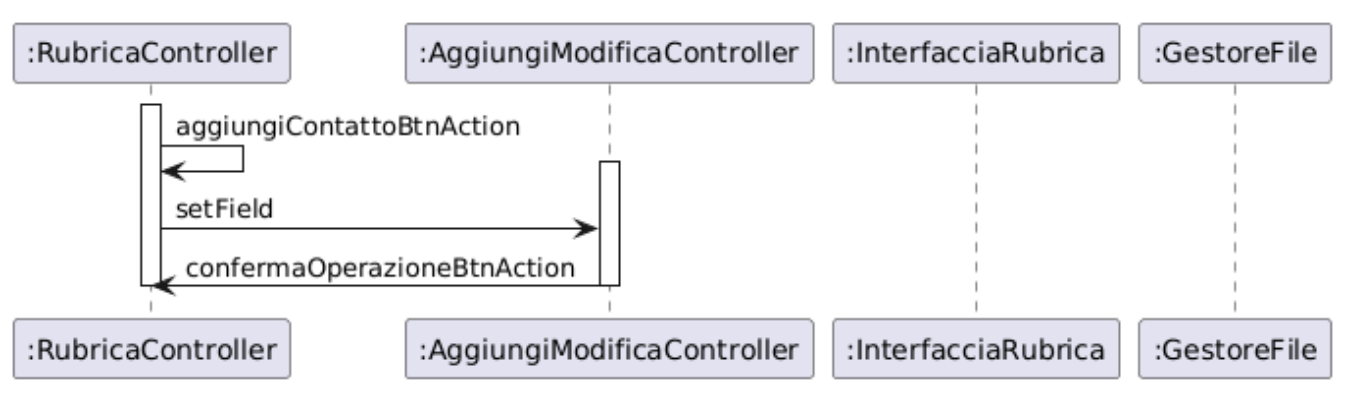 :RubricaController :AggiungiModificaController :InterfacciaRubrica :GestoreFile
aggiungiContattoBtnAction
setField
confermaOperazioneBtnAction
:RubricaController :AggiungiModificaController :InterfacciaRubrica :GestoreFile